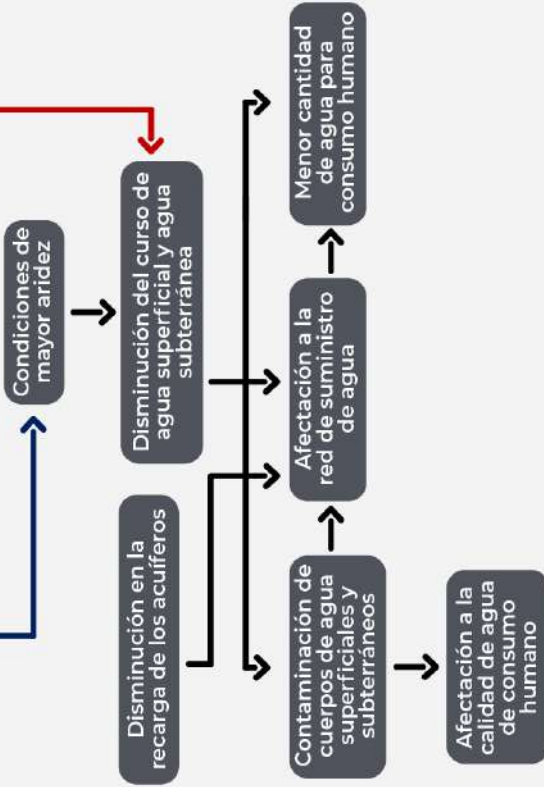 Condiciones de
mayor aridez
Disminución en la
recarga de los acuíferos
Disminución del curso de
agua superficial y agua
subterránea
Contaminación de
cuerpos de agua
superficiales y
subterráneos
Afectación a la
red de suministro
de agua
Menor cantidad
de agua para
consumo humano
Afectación a la
calidad de agua
de consumo
humano